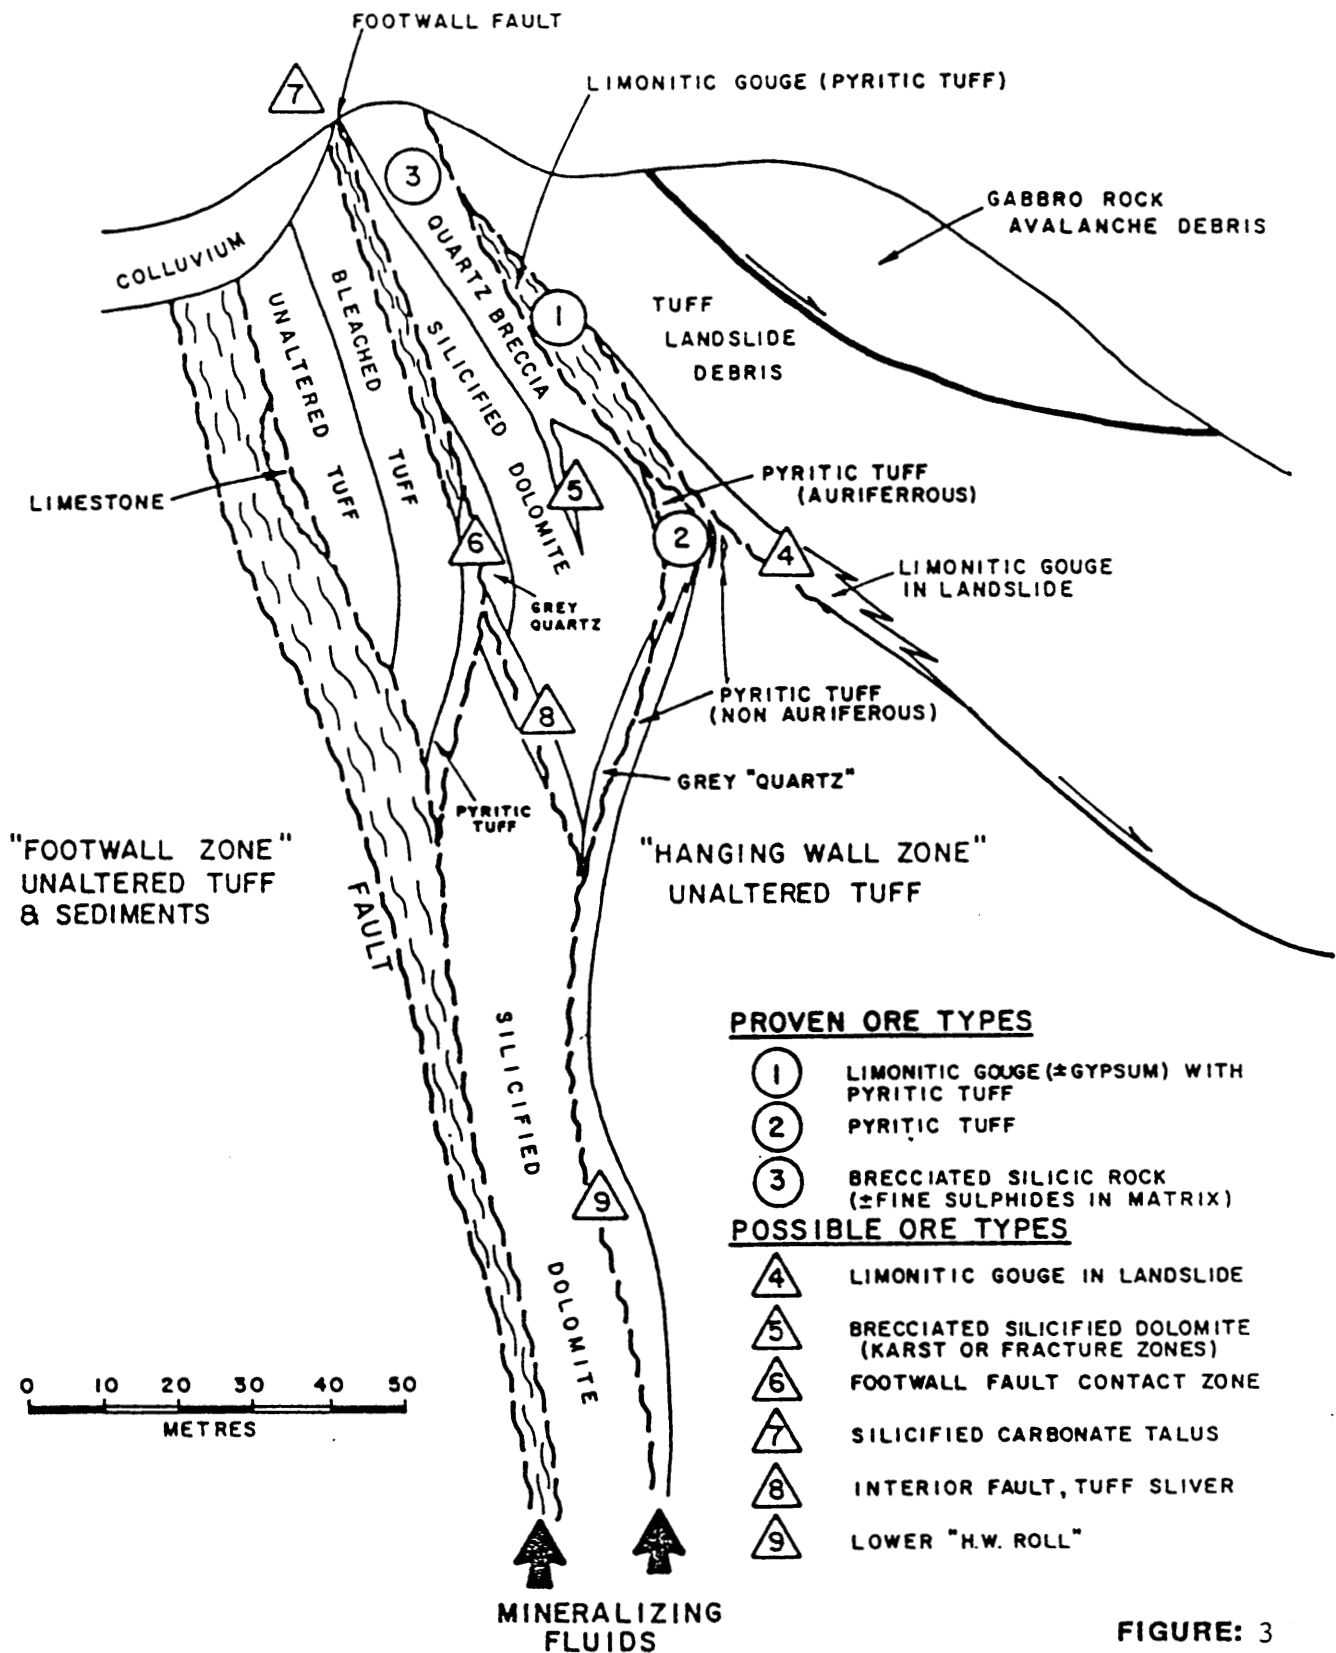 FOOTWALL FAULT
LIMONITIC GOUGE (PYRITIC TUFF)
7
3
GABBRO ROCK
AVALANCHE DEBRIS
COLLUVIUM
QUARTZ BRECCIA
BLEACHED TUFF
UNALTERED TUFF
SILICIFIED DOLOMITE
1
TUFF
LANDSLIDE
DEBRIS
LIMESTONE
5
PYRITIC TUFF
(AURIFERROUS)
6
2
4
LIMONITIC GOUGE
IN LANDSLIDE
GREY
QUARTZ
8
PYRITIC TUFF
(NON AURIFEROUS)
GREY "QUARTZ"
PYRITIC
TUFF
"FOOTWALL ZONE"
UNALTERED TUFF
& SEDIMENTS
"HANGING WALL ZONE"
UNALTERED TUFF
FAULT
SILICIFIED DOLOMITE
9
PROVEN ORE TYPES
1 LIMONITIC GOUGE (±GYPSUM) WITH
PYRITIC TUFF
2 PYRITIC TUFF
3 BRECCIATED SILICIC ROCK
(±FINE SULPHIDES IN MATRIX)
POSSIBLE ORE TYPES
4 LIMONITIC GOUGE IN LANDSLIDE
5 BRECCIATED SILICIFIED DOLOMITE
(KARST OR FRACTURE ZONES)
6 FOOTWALL FAULT CONTACT ZONE
7 SILICIFIED CARBONATE TALUS
8 INTERIOR FAULT, TUFF SLIVER
9 LOWER "H.W. ROLL"
0 10 20 30 40 50
METRES
MINERALIZING
FLUIDS
FIGURE: 3